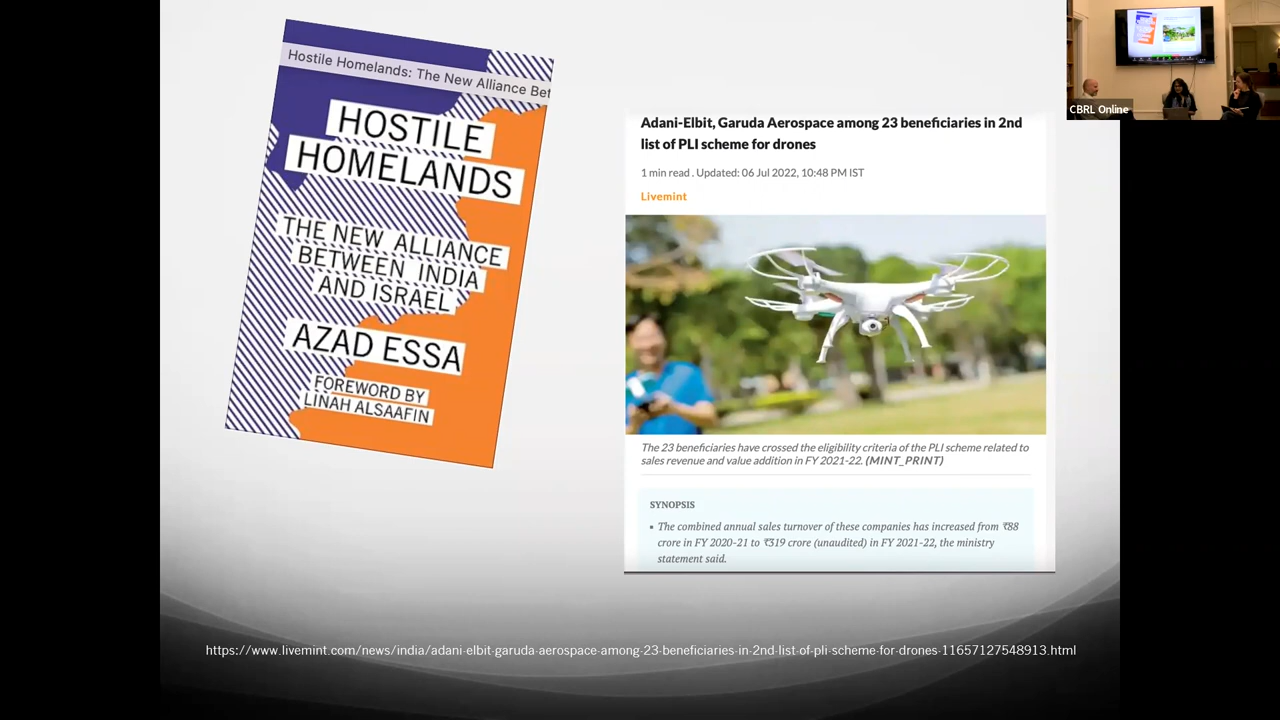 Hostile Homelands: The New Alliance Bet
HOSTILE
HOMELANDS
THE NEW ALLIANCE
BETWEEN INDIA
AND ISRAEL
AZAD ESSA
FOREWORD BY
LINAH ALSAAFIN
Adani-Elbit, Garuda Aerospace among 23 beneficiaries in 2nd
list of PLI scheme for drones
1 min read . Updated: 06 Jul 2022, 10:48 PM IST
Livemint
The 23 beneficiaries have crossed the eligibility criteria of the PLI scheme related to
sales revenue and value addition in FY 2021-22. (MINT_PRINT)
SYNOPSIS
• The combined annual sales turnover of these companies has increased from ₹88
crore in FY 2020-21 to ₹319 crore (unaudited) in FY 2021-22, the ministry
statement said.
https://www.livemint.com/news/india/adani-elbit-garuda-aerospace-among-23-beneficiaries-in-2nd-list-of-pli-scheme-for-drones-11657127548913.html
CBRL Online